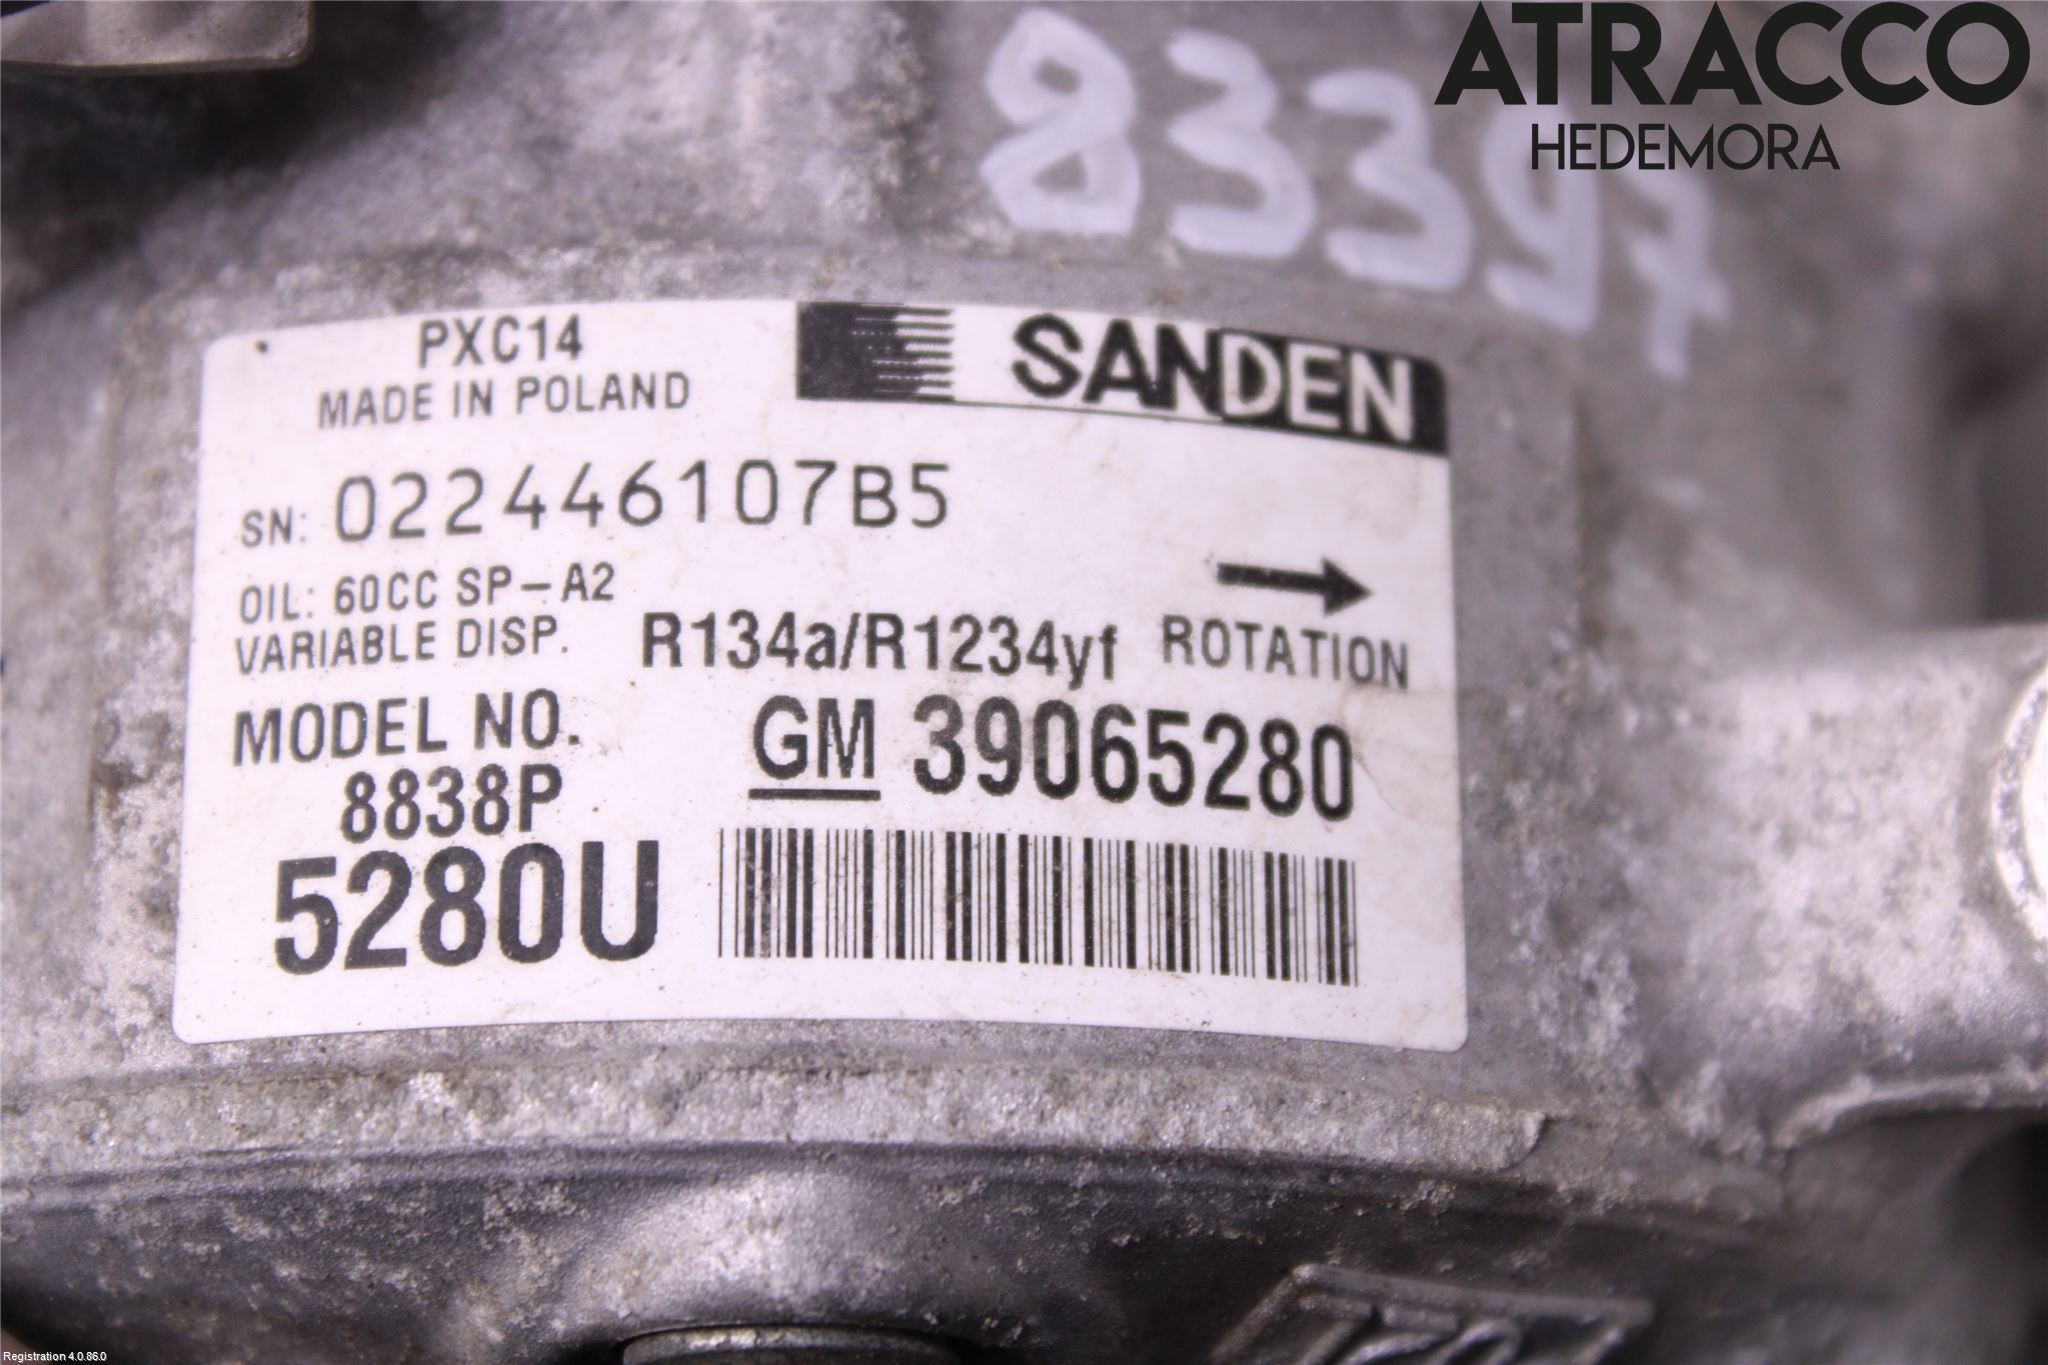 ATRACCO
HEDEMORA
83397
PXC14
MADE IN POLAND
SANDEN
SN: 022446107B5
OIL: 60CC SP-A2
VARIABLE DISP.
R134a/R1234yf
ROTATION
MODEL NO.
8838P
5280U
GM 39065280
Registration 4.0.86.0